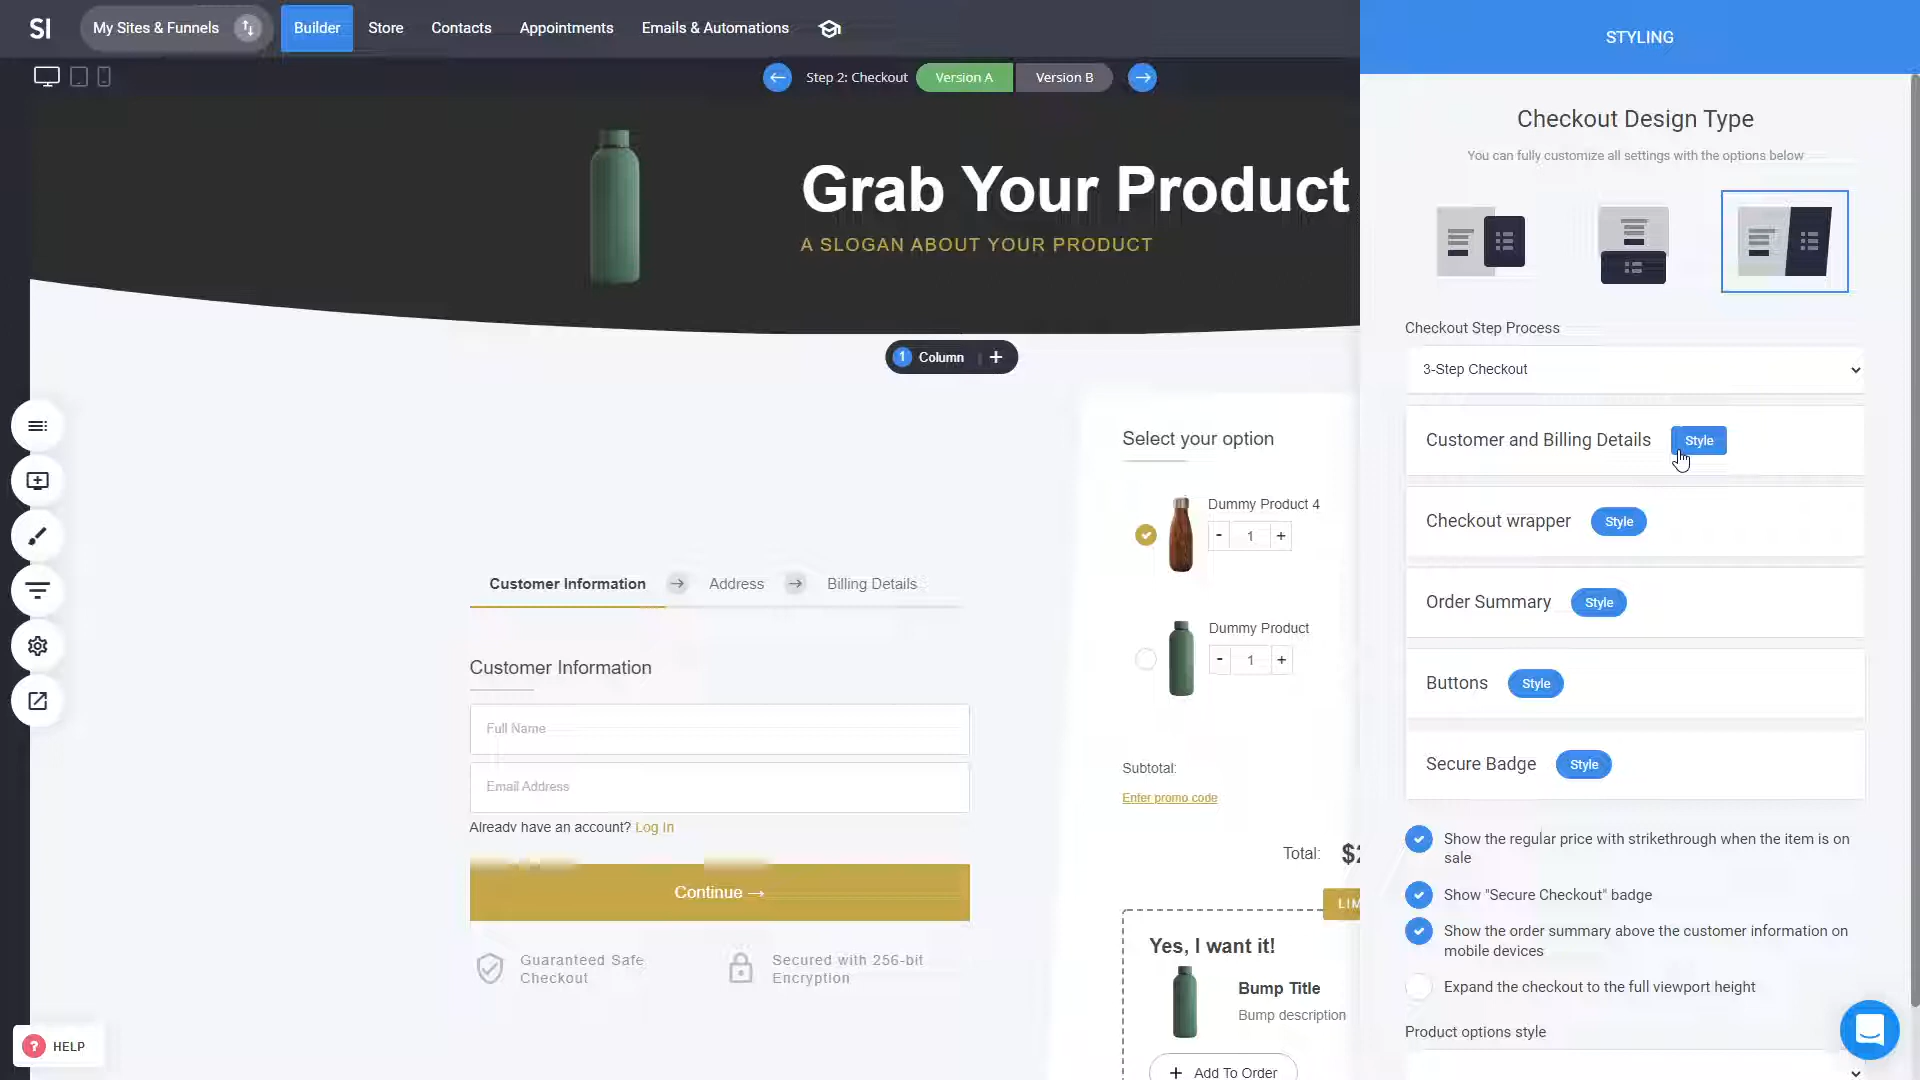 SI
My Sites & Funnels
Builder
Store
Contacts
Appointments
Emails & Automations
STYLING
Step 2: Checkout
Version A
Version B
Grab Your Product
A SLOGAN ABOUT YOUR PRODUCT
1 Column +
Customer Information
Address
Billing Details
Customer Information
Full Name
Email Address
Already have an account? Log In
Continue →
Guaranteed Safe
Checkout
Secured with 256-bit
Encryption
Select your option
Dummy Product 4
- 1 +
Dummy Product
- 1 +
Subtotal:
Enter promo code
Total:
Yes, I want it!
Bump Title
Bump description
+ Add To Order
Checkout Design Type
You can fully customize all settings with the options below
Checkout Step Process
3-Step Checkout
Customer and Billing Details
Style
Checkout wrapper
Style
Order Summary
Style
Buttons
Style
Secure Badge
Style
Show the regular price with strikethrough when the item is on
sale
Show "Secure Checkout" badge
Show the order summary above the customer information on
mobile devices
Expand the checkout to the full viewport height
Product options style
? HELP